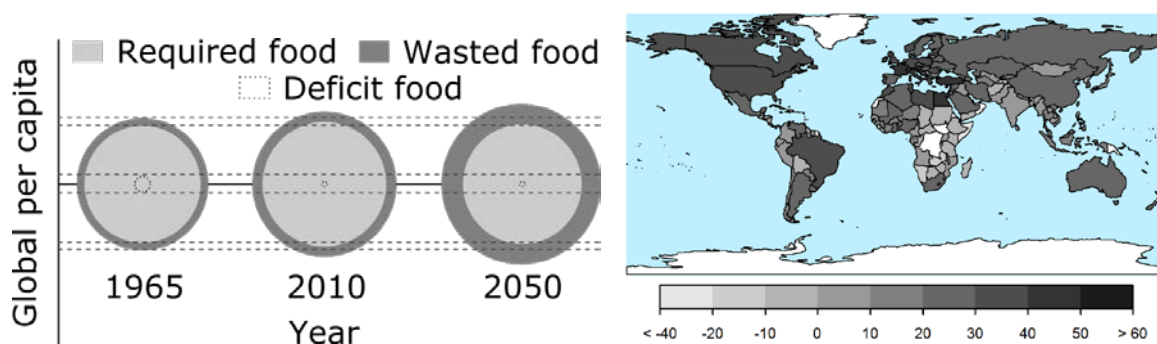 Required food Wasted food
Deficit food
Global per capita
1965 2010 2050
Year
< -40 -20 -10 0 10 20 30 40 50 > 60